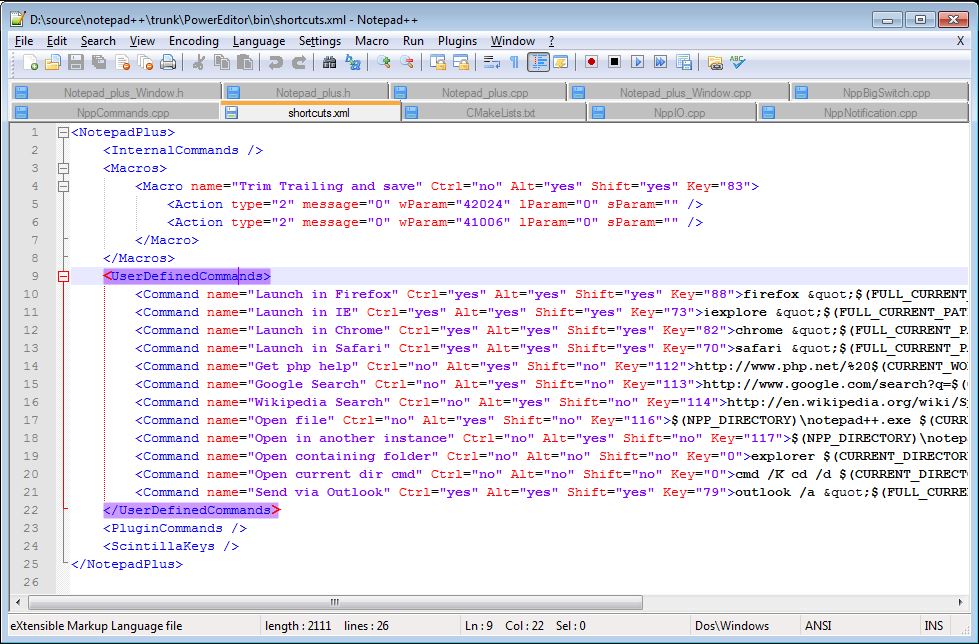 D:\source\notepad++\trunk\PowerEditor\bin\shortcuts.xml - Notepad++
File Edit Search View Encoding Language Settings Macro Run Plugins Window ? X
ABC
Notepad_plus_Window.h Notepad_plus.h Notepad_plus.cpp Notepad_plus_Window.cpp NppBigSwitch.cpp
NppCommands.cpp shortcuts.xml CMakeLists.txt NppIO.cpp NppNotification.cpp
1 <NotepadPlus>
2 <InternalCommands />
3 <Macros>
4 <Macro name="Trim Trailing and save" Ctrl="no" Alt="yes" Shift="yes" Key="83">
5 <Action type="2" message="0" wParam="42024" lParam="0" sParam="" />
6 <Action type="2" message="0" wParam="41006" lParam="0" sParam="" />
7 </Macro>
8 </Macros>
9 <UserDefinedCommands>
10 <Command name="Launch in Firefox" Ctrl="yes" Alt="yes" Shift="yes" Key="88">firefox &quot;$(FULL_CURRENT
11 <Command name="Launch in IE" Ctrl="yes" Alt="yes" Shift="yes" Key="73">iexplore &quot;$(FULL_CURRENT_PAT
12 <Command name="Launch in Chrome" Ctrl="yes" Alt="yes" Shift="yes" Key="82">chrome &quot;$(FULL_CURRENT_P
13 <Command name="Launch in Safari" Ctrl="yes" Alt="yes" Shift="yes" Key="70">safari &quot;$(FULL_CURRENT_P
14 <Command name="Get php help" Ctrl="no" Alt="yes" Shift="no" Key="112">http://www.php.net/%20$(CURRENT_WO
15 <Command name="Google Search" Ctrl="no" Alt="yes" Shift="no" Key="113">http://www.google.com/search?q=$(
16 <Command name="Wikipedia Search" Ctrl="no" Alt="yes" Shift="no" Key="114">http://en.wikipedia.org/wiki/S
17 <Command name="Open file" Ctrl="no" Alt="yes" Shift="no" Key="116">$(NPP_DIRECTORY)\notepad++.exe $(CURR
18 <Command name="Open in another instance" Ctrl="no" Alt="yes" Shift="no" Key="117">$(NPP_DIRECTORY)\notep
19 <Command name="Open containing folder" Ctrl="no" Alt="no" Shift="no" Key="0">explorer $(CURRENT_DIRECTOR
20 <Command name="Open current dir cmd" Ctrl="no" Alt="no" Shift="no" Key="0">cmd /K cd /d $(CURRENT_DIRECT
21 <Command name="Send via Outlook" Ctrl="yes" Alt="yes" Shift="yes" Key="79">outlook /a &quot;$(FULL_CURRE
22 </UserDefinedCommands>
23 <PluginCommands />
24 <ScintillaKeys />
25 </NotepadPlus>
26
eXtensible Markup Language file length : 2111 lines : 26 Ln : 9 Col : 22 Sel : 0 Dos\Windows ANSI INS